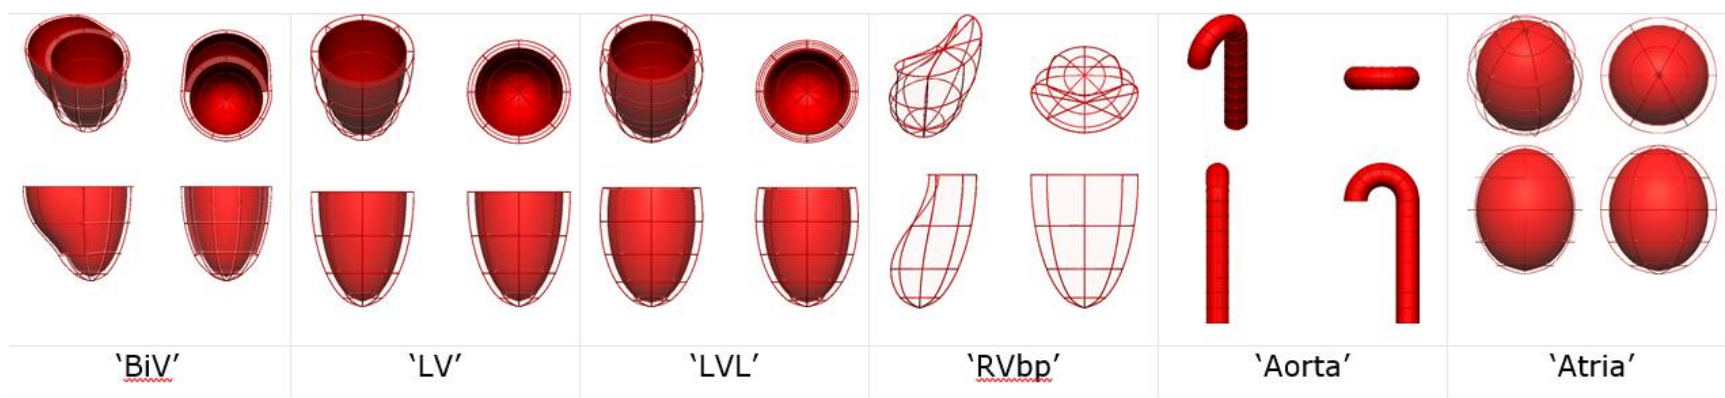 ‘BiV’
‘LV’
‘LVL’
‘RVbp’
‘Aorta’
‘Atria’